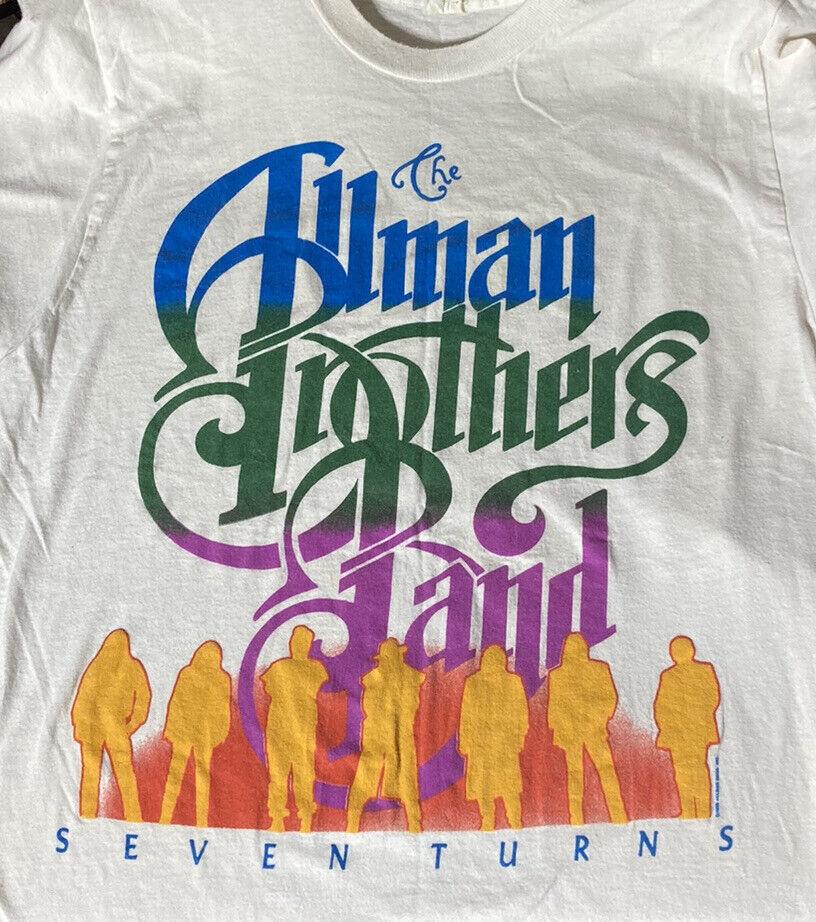 The
Allman
Brothers
Band
SEVEN TURNS